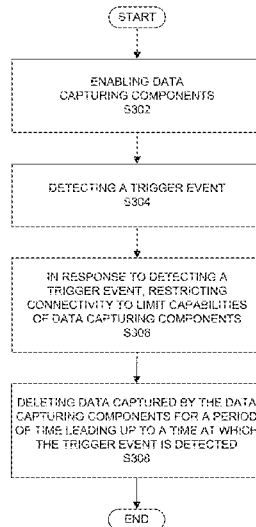 START
ENABLING DATA
CAPTURING COMPONENTS
S302
DETECTING A TRIGGER EVENT
S304
IN RESPONSE TO DETECTING A
TRIGGER EVENT, RESTRICTING
CONNECTIVITY TO LIMIT CAPABILITIES
OF DATA CAPTURING COMPONENTS
S306
DELETING DATA CAPTURED BY THE DATA
CAPTURING COMPONENTS FOR A PERIOD
OF TIME LEADING UP TO A TIME AT WHICH
THE TRIGGER EVENT IS DETECTED
S308
END